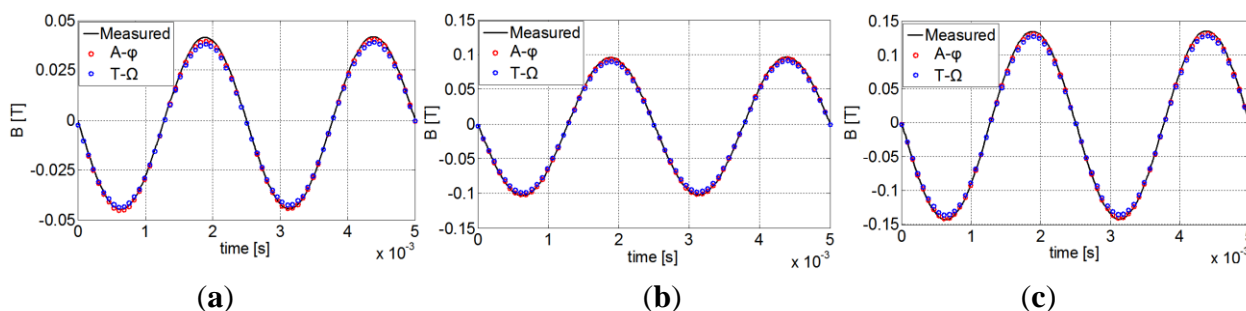 0.05
0.025
0
-0.025
-0.05
B [T]
Measured
A-φ
T-Ω
0 1 2 3 4 5
time [s]
x 10⁻³
(a)
0.15
0.1
0.05
0
-0.05
-0.1
-0.15
B [T]
Measured
A-φ
T-Ω
0 1 2 3 4 5
time [s]
x 10⁻³
(b)
0.15
0.1
0.05
0
-0.05
-0.1
-0.15
B [T]
Measured
A-φ
T-Ω
0 1 2 3 4
time [s]
x 10⁻³
(c)